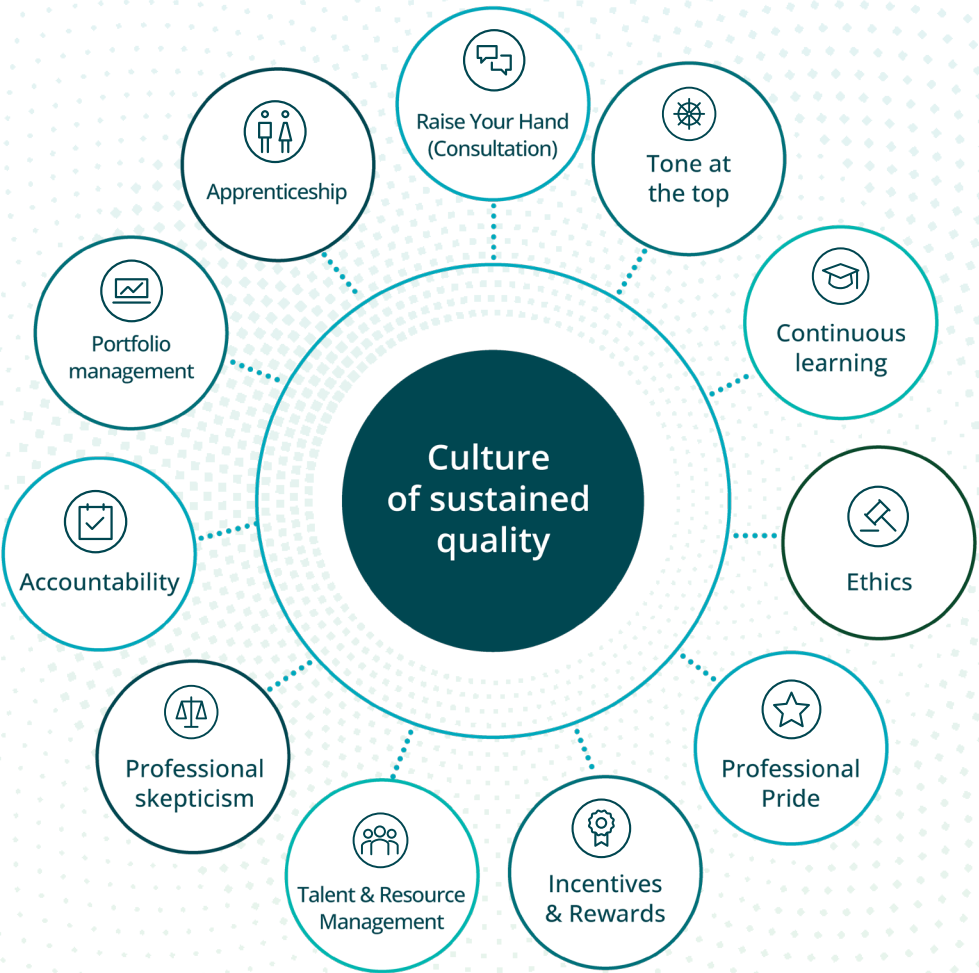 Culture
of sustained
quality
Raise Your Hand
(Consultation)
Tone at
the top
Continuous
learning
Ethics
Professional
Pride
Incentives
& Rewards
Talent & Resource
Management
Professional
skepticism
Accountability
Portfolio
management
Apprenticeship